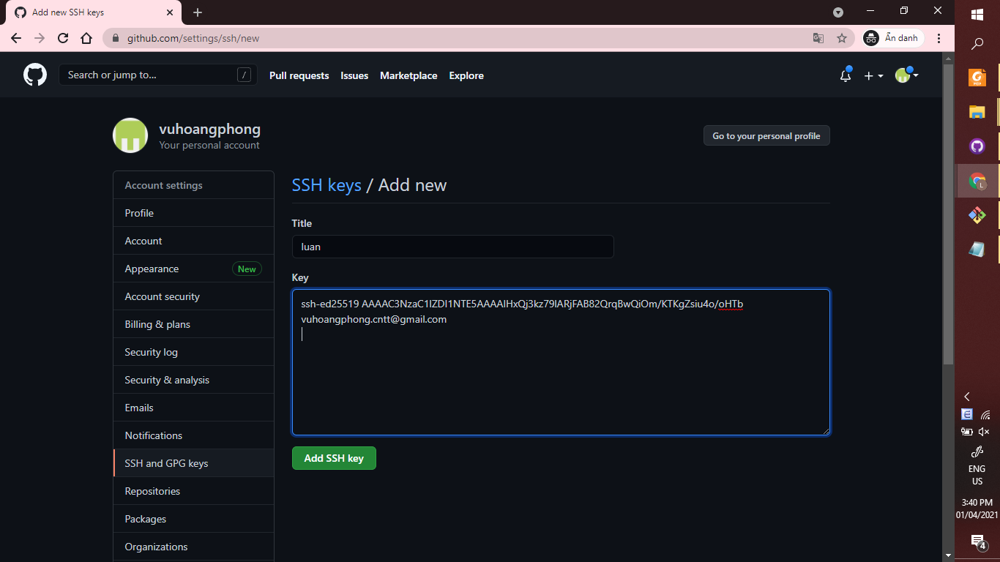 Add new SSH keys
github.com/settings/ssh/new
Ẩn danh
Search or jump to...
/
Pull requests
Issues
Marketplace
Explore
vuhoangphong
Your personal account
Go to your personal profile
Account settings
Profile
Account
Appearance
New
Account security
Billing & plans
Security log
Security & analysis
Emails
Notifications
SSH and GPG keys
Repositories
Packages
Organizations
SSH keys / Add new
Title
luan
Key
ssh-ed25519 AAAAC3NzaC1lZDI1NTE5AAAAIHxQj3kz79IARjFAB82QrqBwQiOm/KTKgZsiu4o/oHTb
vuhoangphong.cntt@gmail.com
Add SSH key
PDF
L
E
ENG
US
3:40 PM
01/04/2021
4